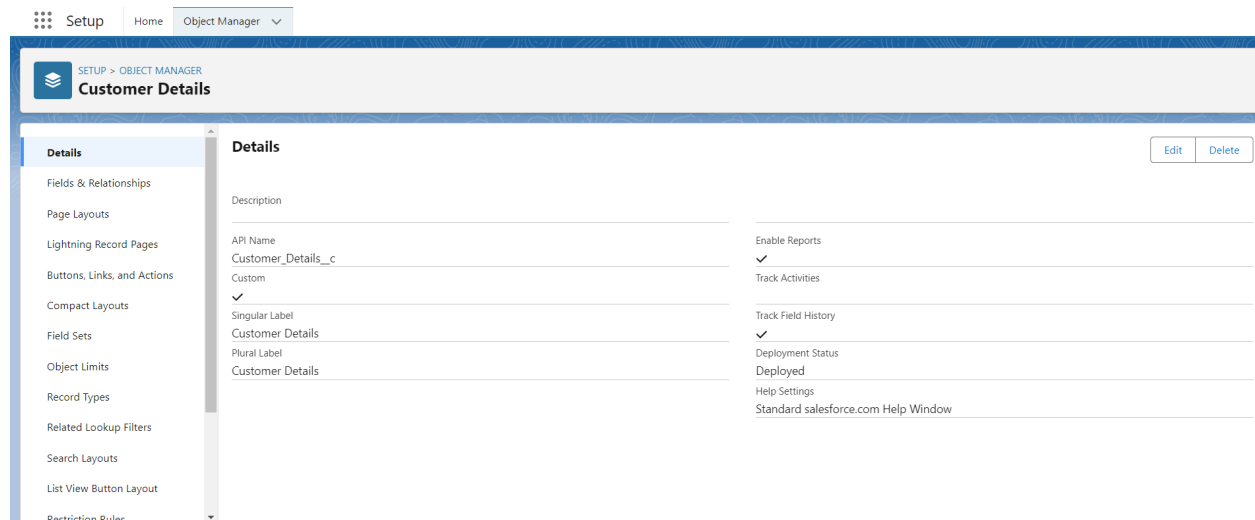 Setup
Home
Object Manager
SETUP > OBJECT MANAGER
Customer Details
Details
Fields & Relationships
Page Layouts
Lightning Record Pages
Buttons, Links, and Actions
Compact Layouts
Field Sets
Object Limits
Record Types
Related Lookup Filters
Search Layouts
List View Button Layout
Restriction Rules
Details
Edit
Delete
Description
API Name
Customer_Details__c
Custom
Singular Label
Customer Details
Plural Label
Customer Details
Enable Reports
Track Activities
Track Field History
Deployment Status
Deployed
Help Settings
Standard salesforce.com Help Window